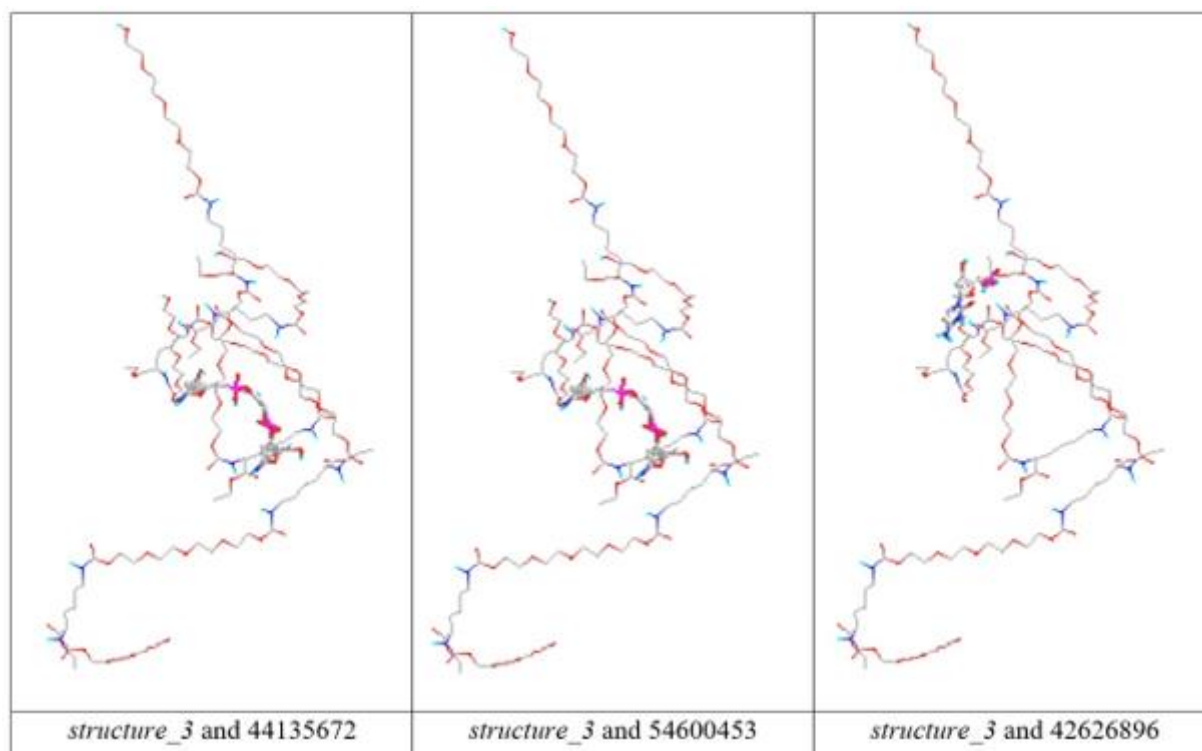 structure_3 and 44135672
structure_3 and 54600453
structure_3 and 42626896